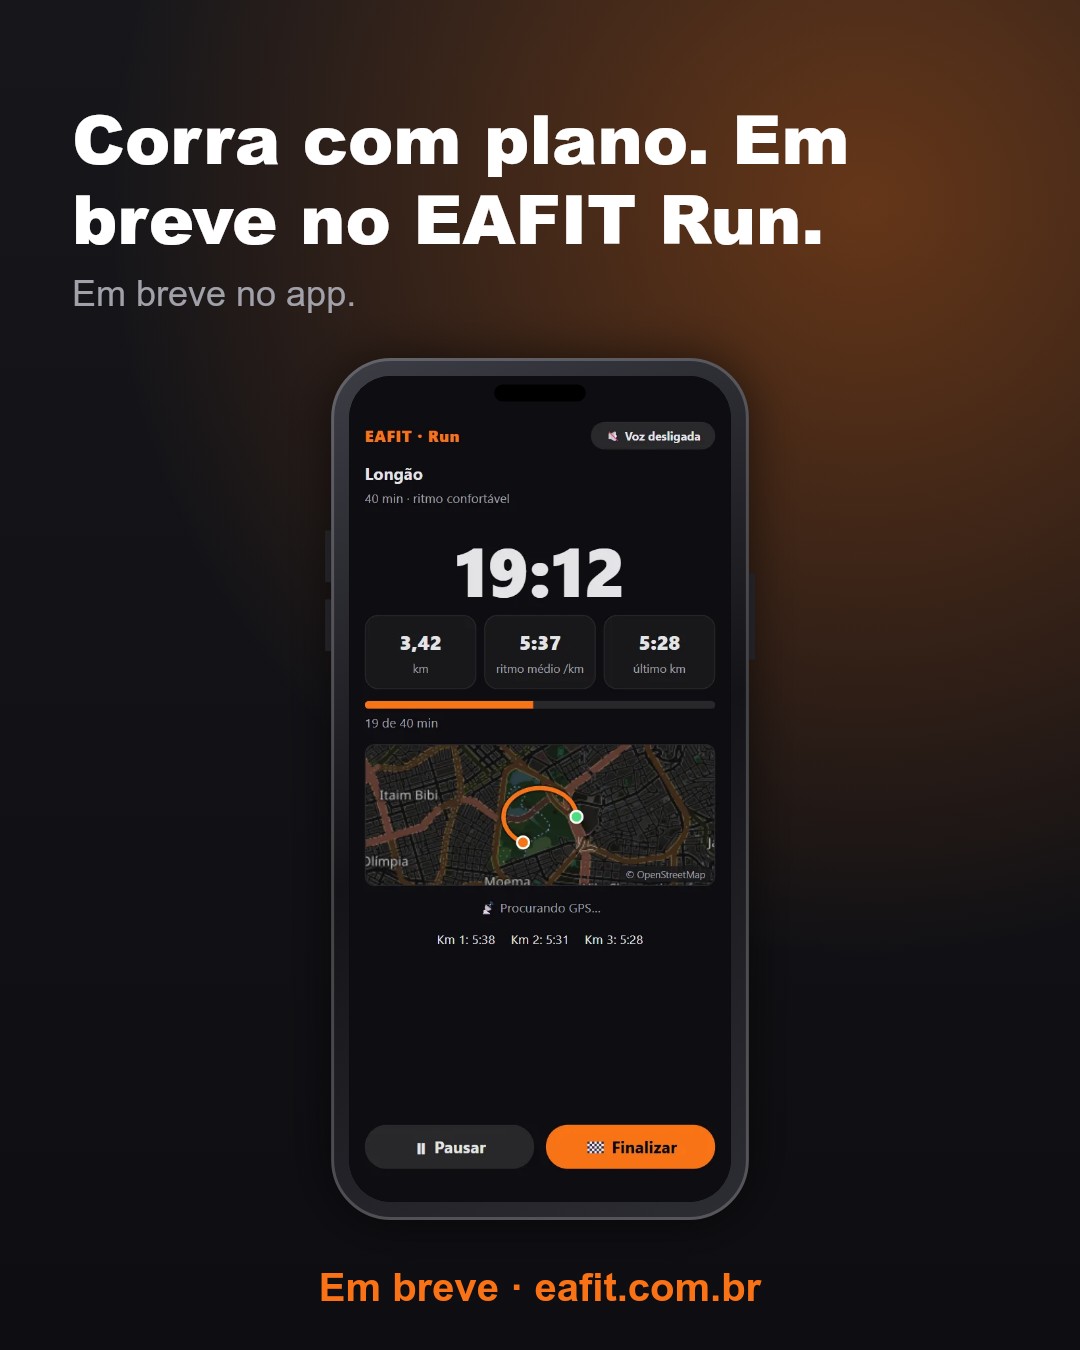 Corra com plano. Em
breve no EAFIT Run.
Em breve no app.
EAFIT · Run
Voz desligada
Longão
40 min · ritmo confortável
19:12
3,42
km
5:37
ritmo médio /km
5:28
último km
19 de 40 min
Itaim Bibi
Olímpia
Moema
© OpenStreetMap
Procurando GPS...
Km 1: 5:38 Km 2: 5:31 Km 3: 5:28
Pausar
Finalizar
Em breve · eafit.com.br